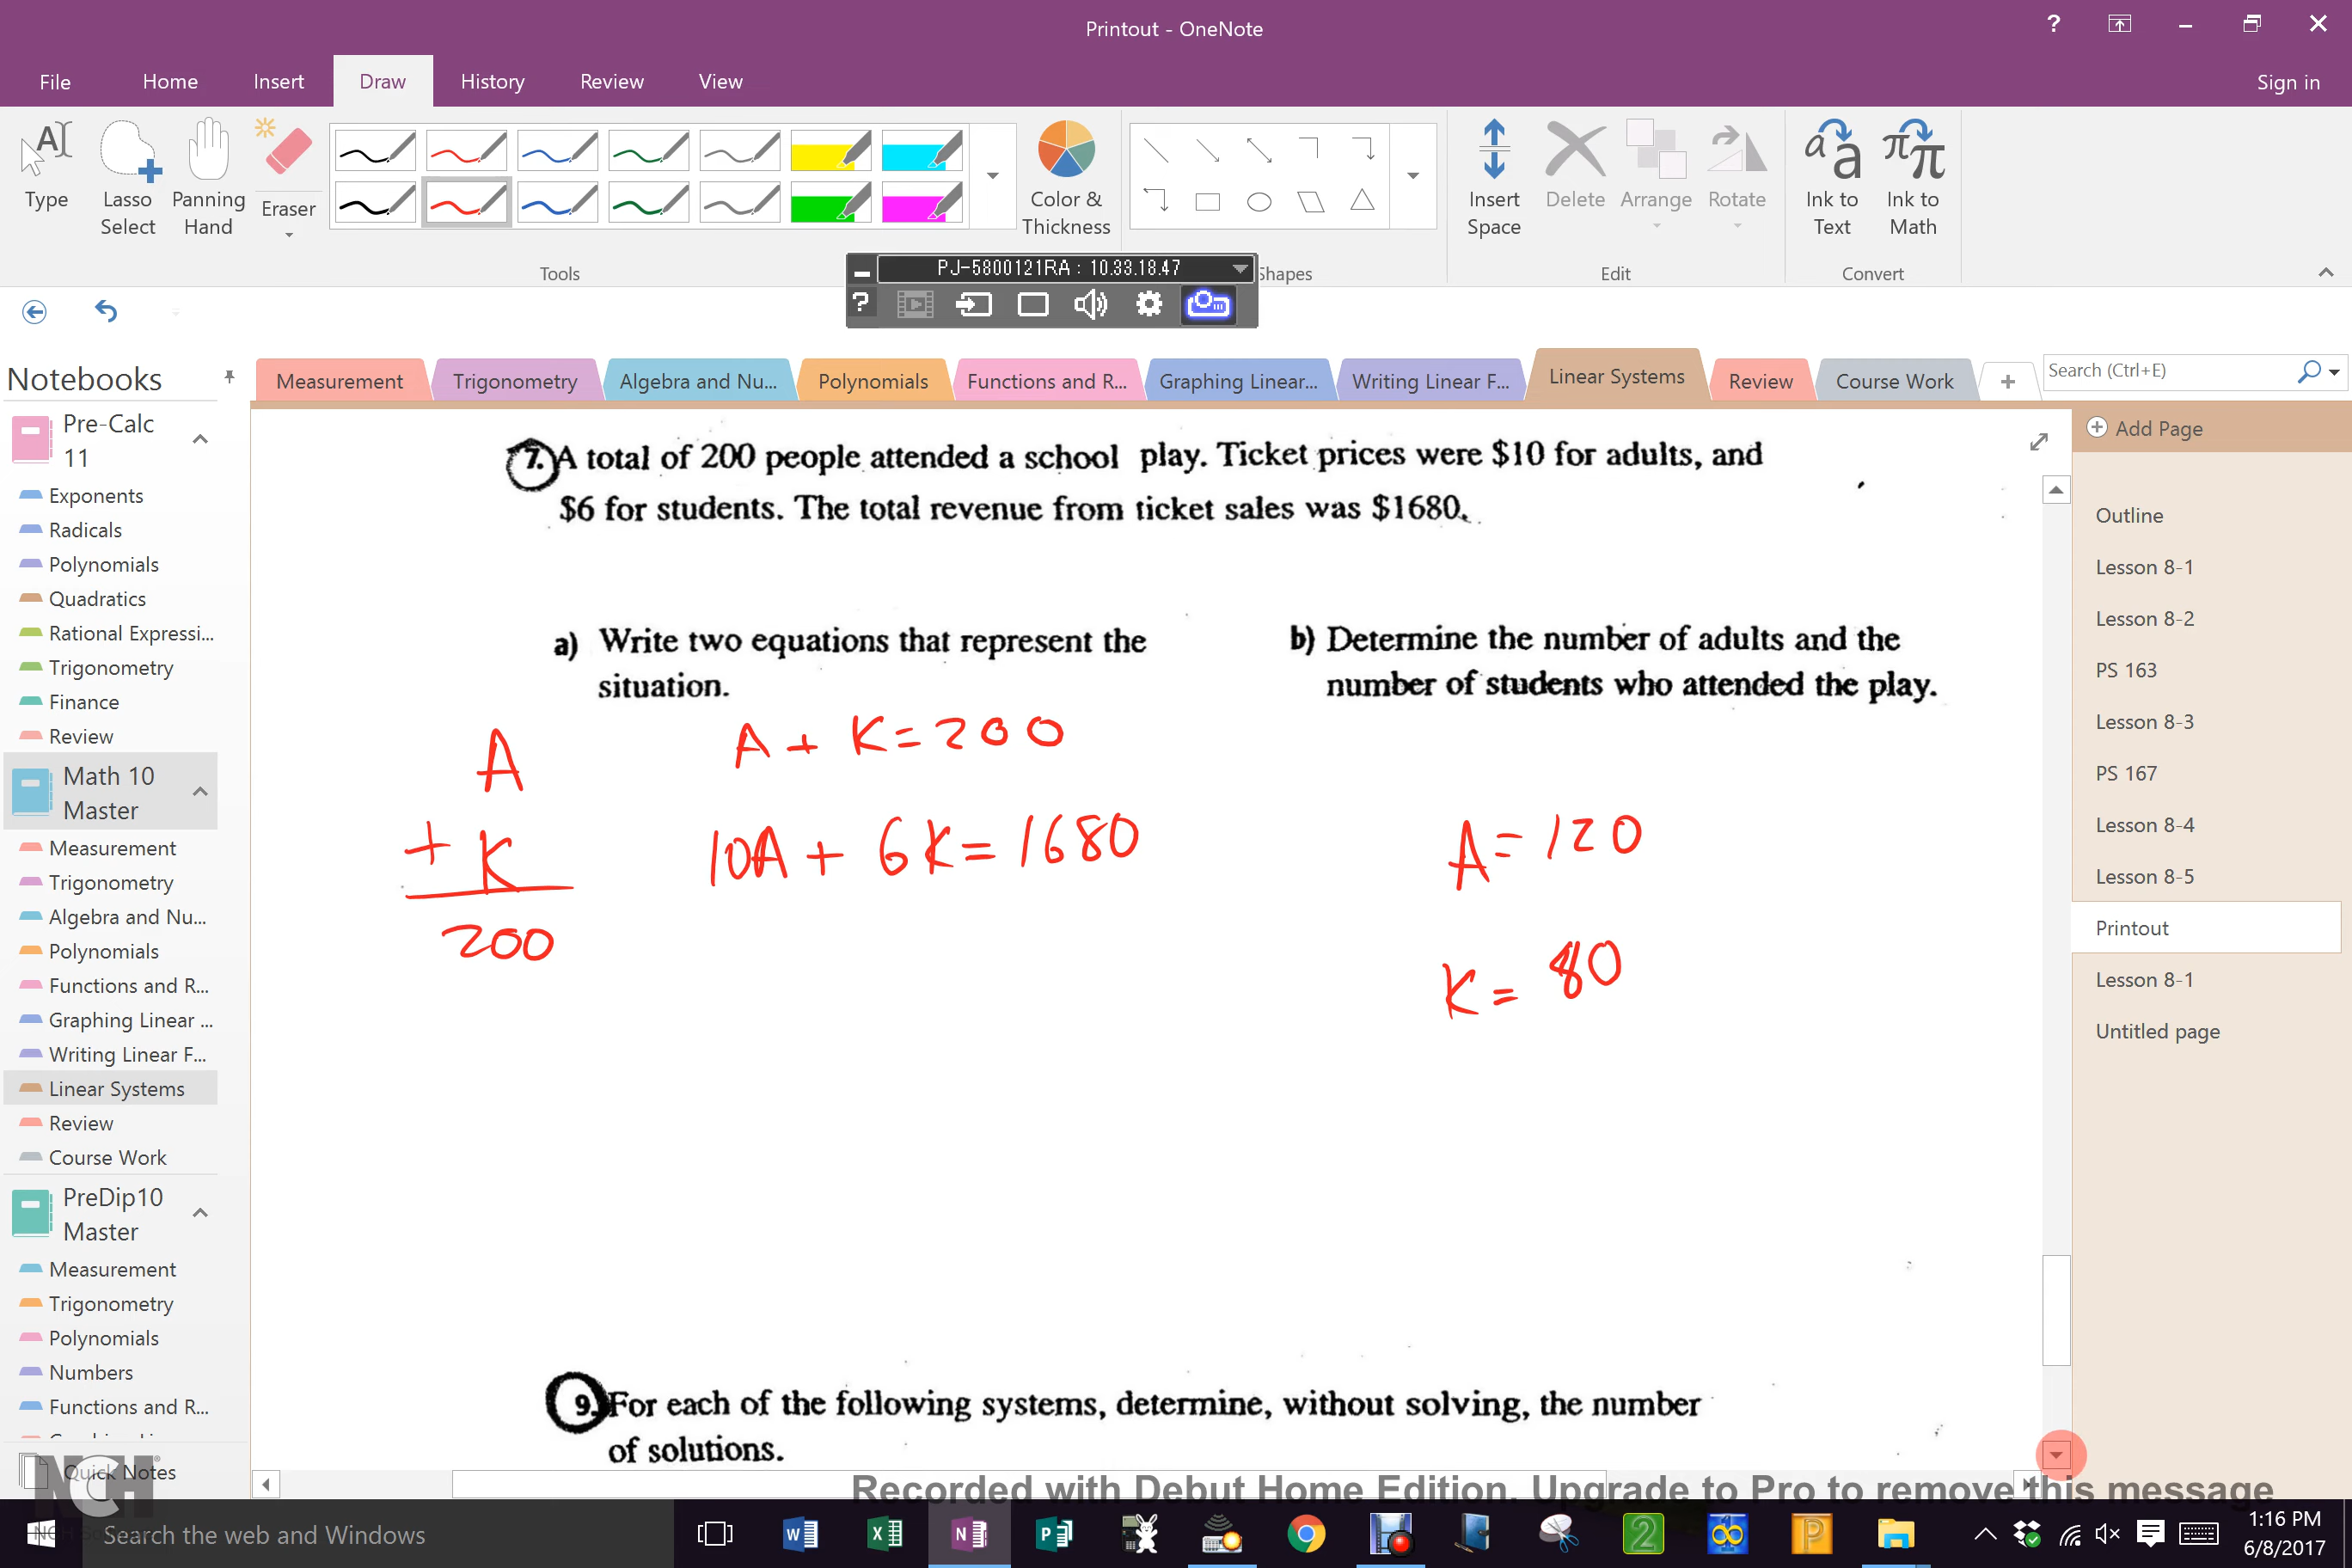 Printout - OneNote
File Home Insert Draw History Review View Sign in
Type
Lasso Select
Panning Hand
Eraser
Color & Thickness
Insert Space
Delete
Arrange
Rotate
Ink to Text
Ink to Math
Tools
Shapes
Edit
Convert
PJ-5800121RA : 10.33.18.47
Notebooks
Measurement Trigonometry Algebra and Nu... Polynomials Functions and R... Graphing Linear... Writing Linear F... Linear Systems Review Course Work +
Search (Ctrl+E)
Pre-Calc 11
Exponents
Radicals
Polynomials
Quadratics
Rational Expressi...
Trigonometry
Finance
Review
Math 10 Master
Measurement
Trigonometry
Algebra and Nu...
Polynomials
Functions and R...
Graphing Linear ...
Writing Linear F...
Linear Systems
Review
Course Work
PreDip10 Master
Measurement
Trigonometry
Polynomials
Numbers
Functions and R...
Quick Notes
7. A total of 200 people attended a school play. Ticket prices were $10 for adults, and
$6 for students. The total revenue from ticket sales was $1680.
a) Write two equations that represent the
situation.
b) Determine the number of adults and the
number of students who attended the play.
A
+ K
200
A + K = 200
10A + 6K = 1680
A = 120
K = 80
9. For each of the following systems, determine, without solving, the number
of solutions.
Add Page
Outline
Lesson 8-1
Lesson 8-2
PS 163
Lesson 8-3
PS 167
Lesson 8-4
Lesson 8-5
Printout
Lesson 8-1
Untitled page
Recorded with Debut Home Edition. Upgrade to Pro to remove this message
NCH
Search the web and Windows
1:16 PM
6/8/2017